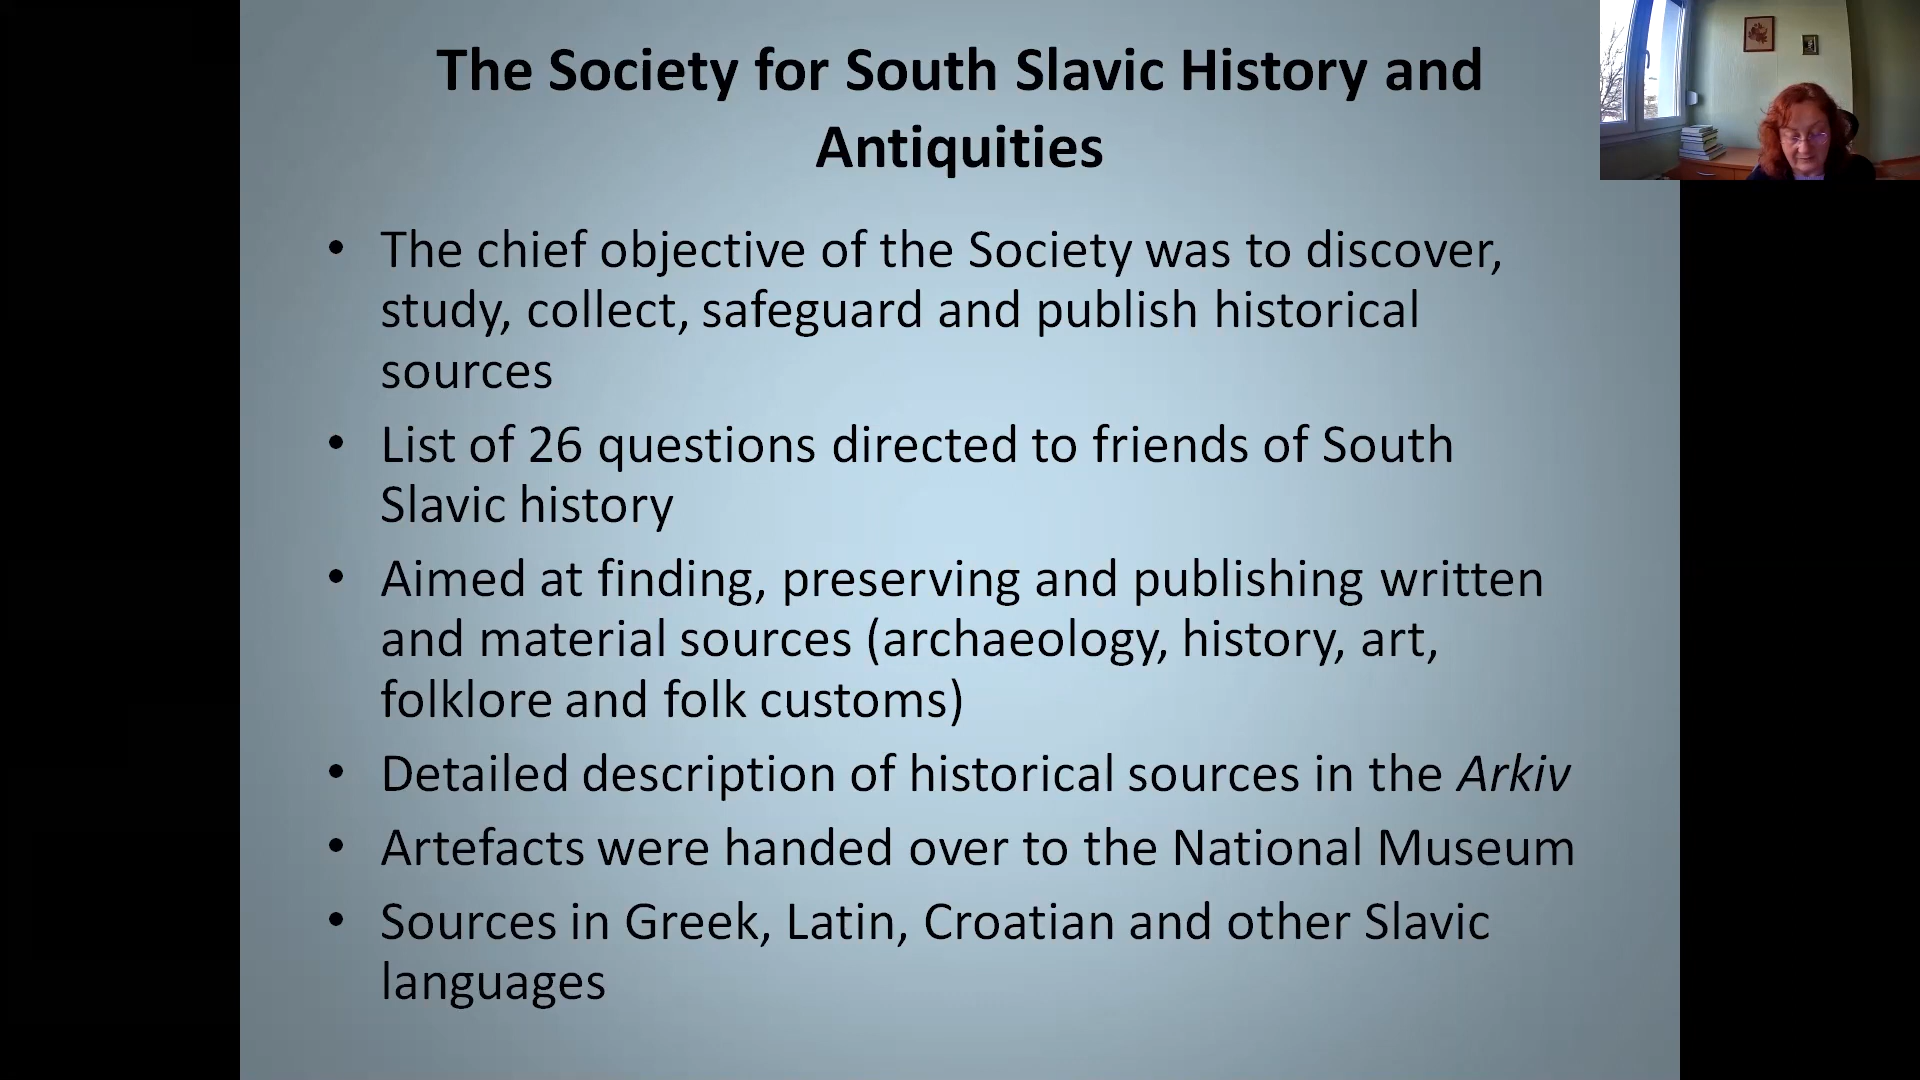 The Society for South Slavic History and
Antiquities
• The chief objective of the Society was to discover,
study, collect, safeguard and publish historical
sources
• List of 26 questions directed to friends of South
Slavic history
• Aimed at finding, preserving and publishing written
and material sources (archaeology, history, art,
folklore and folk customs)
• Detailed description of historical sources in the Arkiv
• Artefacts were handed over to the National Museum
• Sources in Greek, Latin, Croatian and other Slavic
languages